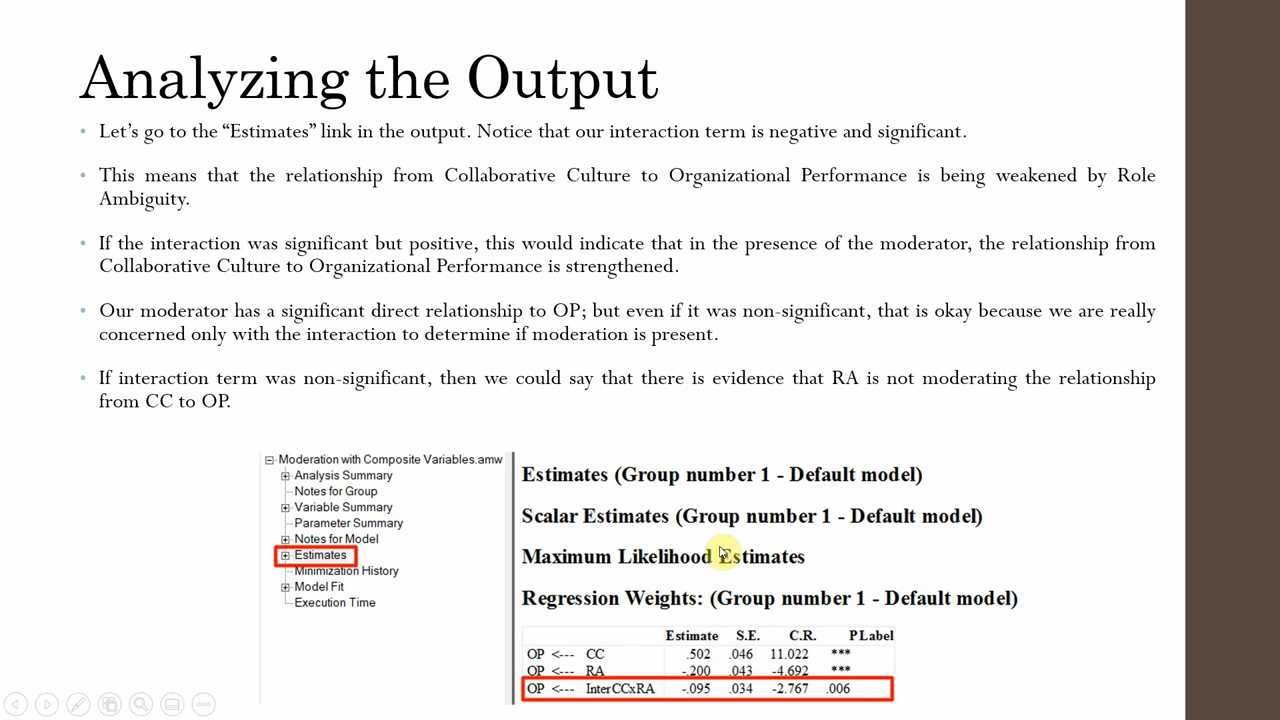 Analyzing the Output
• Let’s go to the “Estimates” link in the output. Notice that our interaction term is negative and significant.
• This means that the relationship from Collaborative Culture to Organizational Performance is being weakened by Role
Ambiguity.
• If the interaction was significant but positive, this would indicate that in the presence of the moderator, the relationship from
Collaborative Culture to Organizational Performance is strengthened.
• Our moderator has a significant direct relationship to OP; but even if it was non-significant, that is okay because we are really
concerned only with the interaction to determine if moderation is present.
• If interaction term was non-significant, then we could say that there is evidence that RA is not moderating the relationship
from CC to OP.
Moderation with Composite Variables.amw
Analysis Summary
Notes for Group
Variable Summary
Parameter Summary
Notes for Model
Estimates
Minimization History
Model Fit
Execution Time
Estimates (Group number 1 - Default model)
Scalar Estimates (Group number 1 - Default model)
Maximum Likelihood Estimates
Regression Weights: (Group number 1 - Default model)
Estimate S.E. C.R. P Label
OP <--- CC .502 .046 11.022 ***
OP <--- RA -.200 .043 -4.692 ***
OP <--- InterCCxRA -.095 .034 -2.767 .006